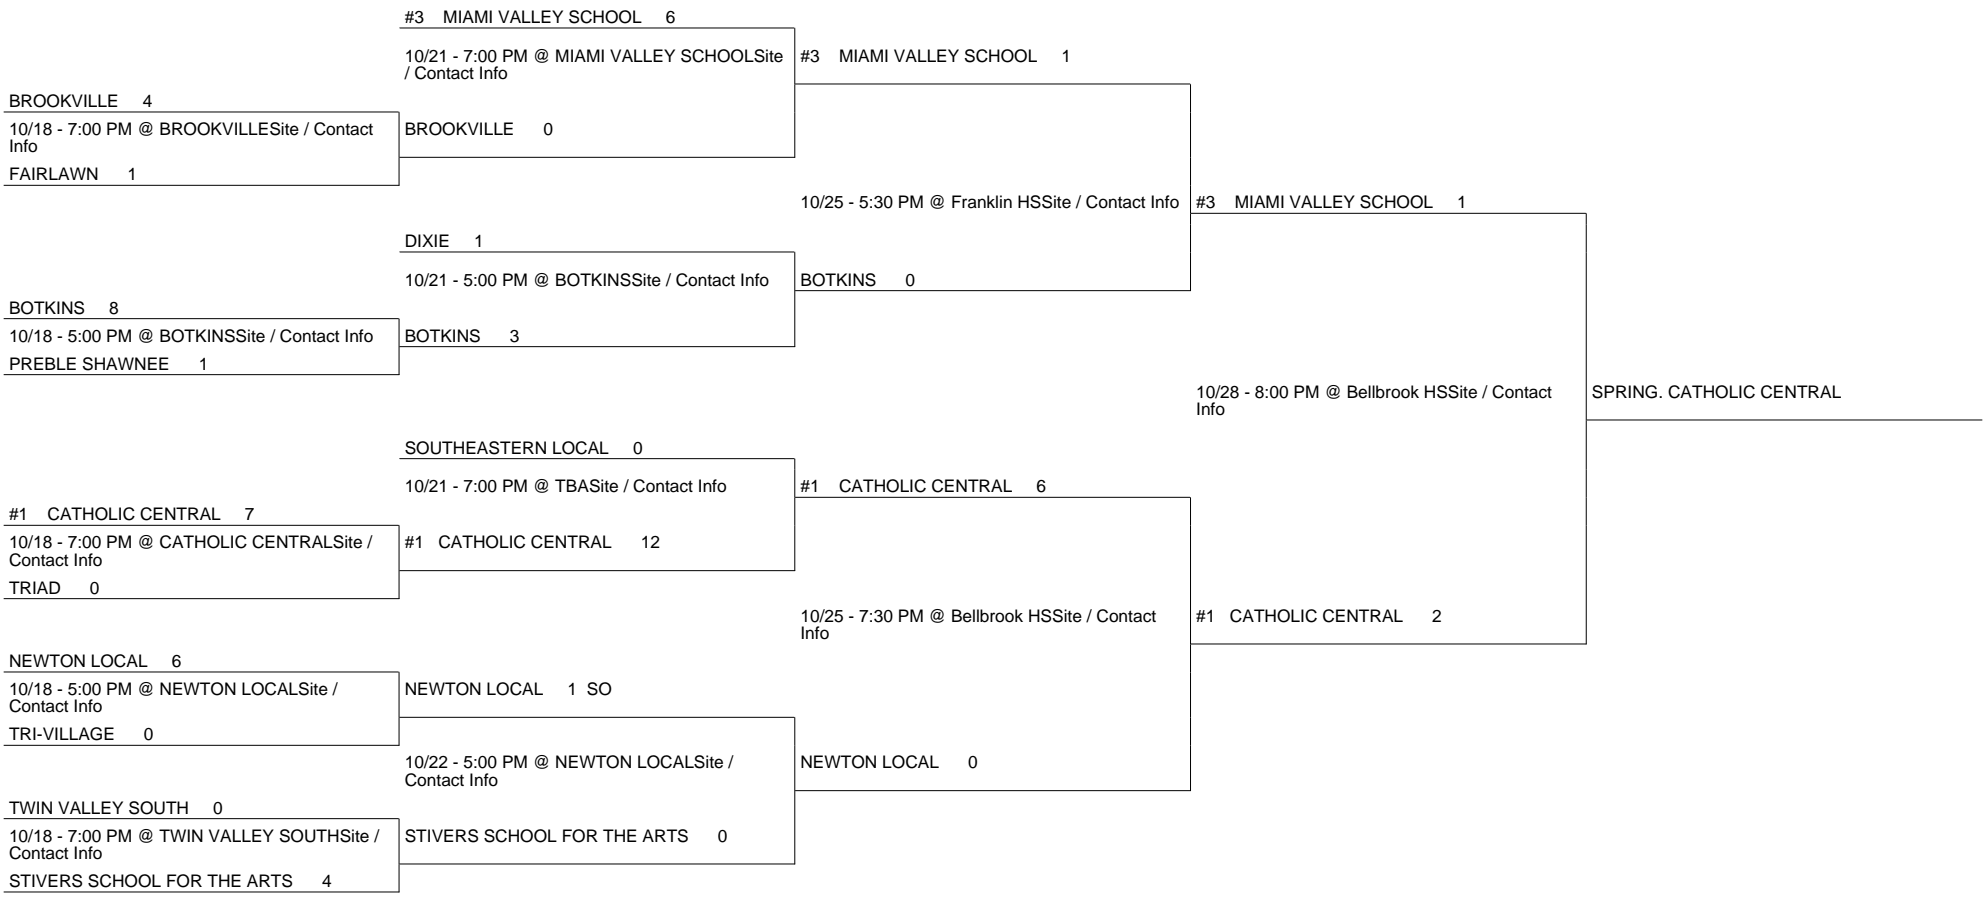 #3 MIAMI VALLEY SCHOOL 6
10/21 - 7:00 PM @ MIAMI VALLEY SCHOOLSite
/ Contact Info
#3 MIAMI VALLEY SCHOOL 1
BROOKVILLE 4
10/18 - 7:00 PM @ BROOKVILLESite / Contact
Info
BROOKVILLE 0
FAIRLAWN 1
10/25 - 5:30 PM @ Franklin HSSite / Contact Info
#3 MIAMI VALLEY SCHOOL 1
DIXIE 1
10/21 - 5:00 PM @ BOTKINSSite / Contact Info
BOTKINS 0
BOTKINS 8
10/18 - 5:00 PM @ BOTKINSSite / Contact Info
BOTKINS 3
PREBLE SHAWNEE 1
10/28 - 8:00 PM @ Bellbrook HSSite / Contact
Info
SPRING. CATHOLIC CENTRAL
SOUTHEASTERN LOCAL 0
10/21 - 7:00 PM @ TBASite / Contact Info
#1 CATHOLIC CENTRAL 6
#1 CATHOLIC CENTRAL 7
10/18 - 7:00 PM @ CATHOLIC CENTRALSite /
Contact Info
#1 CATHOLIC CENTRAL 12
TRIAD 0
10/25 - 7:30 PM @ Bellbrook HSSite / Contact
Info
#1 CATHOLIC CENTRAL 2
NEWTON LOCAL 6
10/18 - 5:00 PM @ NEWTON LOCALSite /
Contact Info
NEWTON LOCAL 1 SO
TRI-VILLAGE 0
10/22 - 5:00 PM @ NEWTON LOCALSite /
Contact Info
NEWTON LOCAL 0
TWIN VALLEY SOUTH 0
10/18 - 7:00 PM @ TWIN VALLEY SOUTHSite /
Contact Info
STIVERS SCHOOL FOR THE ARTS 0
STIVERS SCHOOL FOR THE ARTS 4